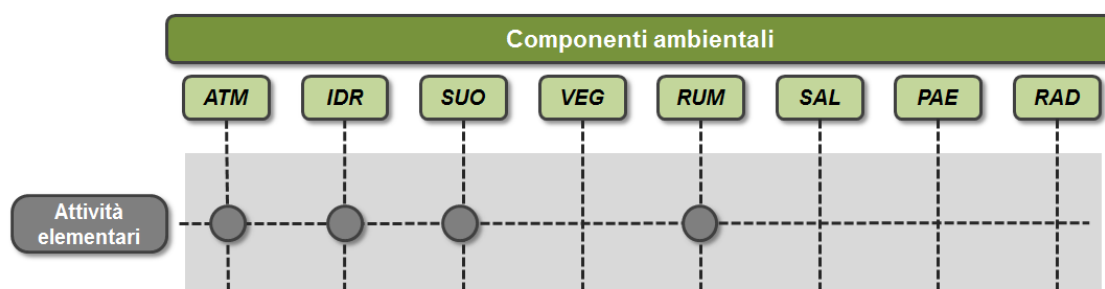 Componenti ambientali
ATM IDR SUO VEG RUM SAL PAE RAD
Attività
elementari